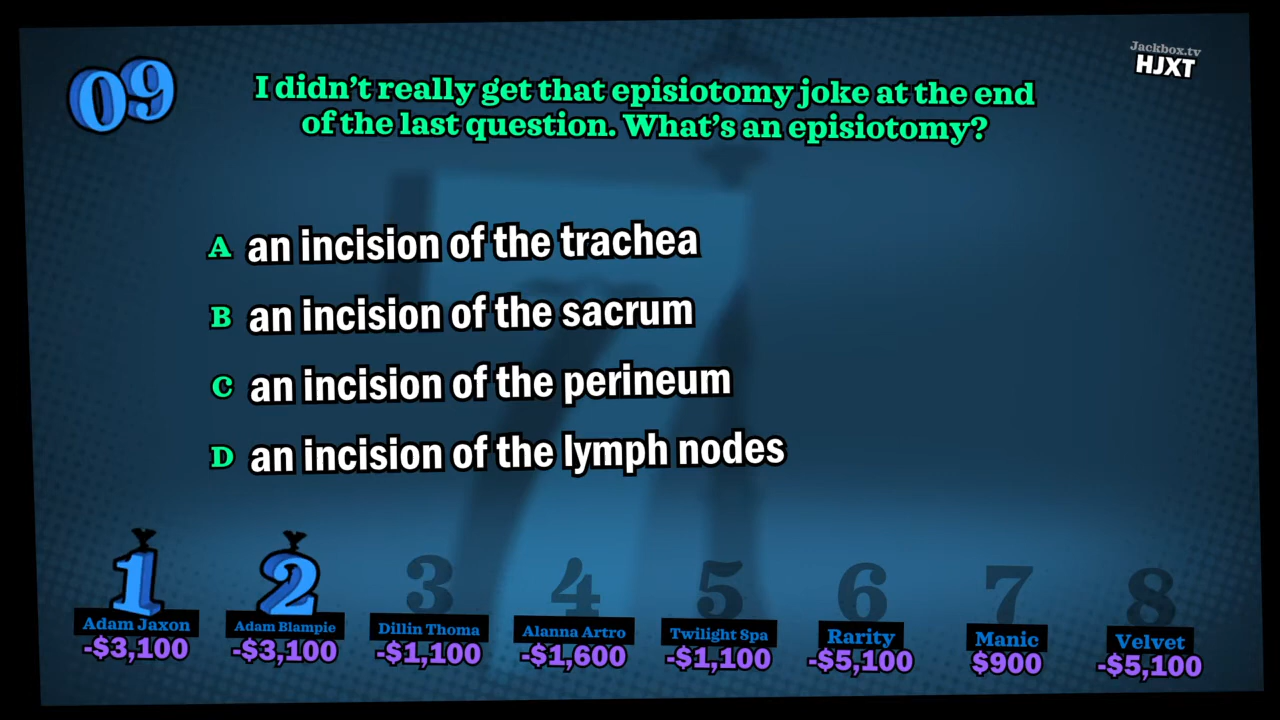 09
Jackbox.tv
HJXT
I didn't really get that episiotomy joke at the end
of the last question. What's an episiotomy?
A an incision of the trachea
B an incision of the sacrum
C an incision of the perineum
D an incision of the lymph nodes
1 2 3 4 5 6 7 8
Adam Jaxon Adam Blampie Dillin Thoma Alanna Artro Twilight Spa Rarity Manic Velvet
-$3,100 -$3,100 -$1,100 -$1,600 -$1,100 -$5,100 $900 -$5,100